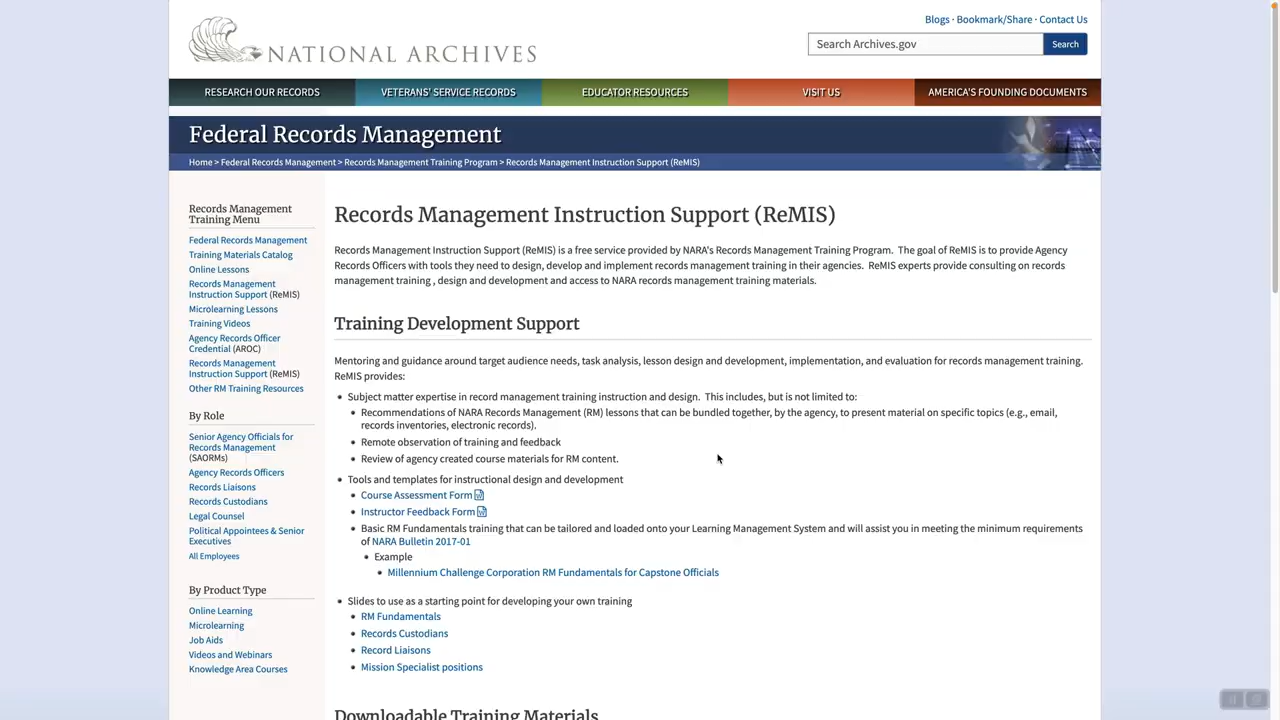 Blogs · Bookmark/Share · Contact Us
NATIONAL ARCHIVES
Search Archives.gov
Search
RESEARCH OUR RECORDS
VETERANS' SERVICE RECORDS
EDUCATOR RESOURCES
VISIT US
AMERICA'S FOUNDING DOCUMENTS
Federal Records Management
Home > Federal Records Management > Records Management Training Program > Records Management Instruction Support (ReMIS)
Records Management
Training Menu
Federal Records Management
Training Materials Catalog
Online Lessons
Records Management
Instruction Support (ReMIS)
Microlearning Lessons
Training Videos
Agency Records Officer
Credential (AROC)
Records Management
Instruction Support (ReMIS)
Other RM Training Resources
By Role
Senior Agency Officials for
Records Management
(SAORMs)
Agency Records Officers
Records Liaisons
Records Custodians
Legal Counsel
Political Appointees & Senior
Executives
All Employees
By Product Type
Online Learning
Microlearning
Job Aids
Videos and Webinars
Knowledge Area Courses
Records Management Instruction Support (ReMIS)
Records Management Instruction Support (ReMIS) is a free service provided by NARA's Records Management Training Program. The goal of ReMIS is to provide Agency
Records Officers with tools they need to design, develop and implement records management training in their agencies. ReMIS experts provide consulting on records
management training , design and development and access to NARA records management training materials.
Training Development Support
Mentoring and guidance around target audience needs, task analysis, lesson design and development, implementation, and evaluation for records management training.
ReMIS provides:
• Subject matter expertise in record management training instruction and design. This includes, but is not limited to:
• Recommendations of NARA Records Management (RM) lessons that can be bundled together, by the agency, to present material on specific topics (e.g., email,
records inventories, electronic records).
• Remote observation of training and feedback
• Review of agency created course materials for RM content.
• Tools and templates for instructional design and development
• Course Assessment Form
• Instructor Feedback Form
• Basic RM Fundamentals training that can be tailored and loaded onto your Learning Management System and will assist you in meeting the minimum requirements
of NARA Bulletin 2017-01
• Example
• Millennium Challenge Corporation RM Fundamentals for Capstone Officials
• Slides to use as a starting point for developing your own training
• RM Fundamentals
• Records Custodians
• Record Liaisons
• Mission Specialist positions
Downloadable Training Materials